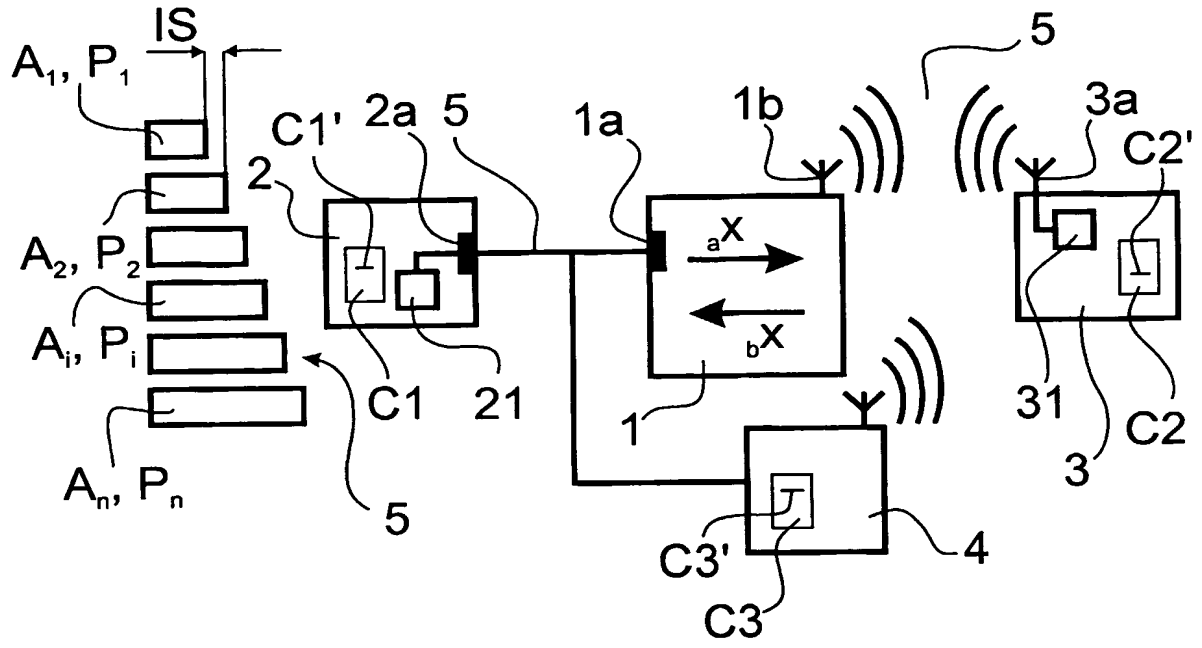 IS
5
A1, P1
2a
5
1a
1b
3a
C1'
C2'
2
aX
A2, P2
bX
Ai, Pi
C1
21
1
31
C2
3
An, Pn
5
C3'
4
C3